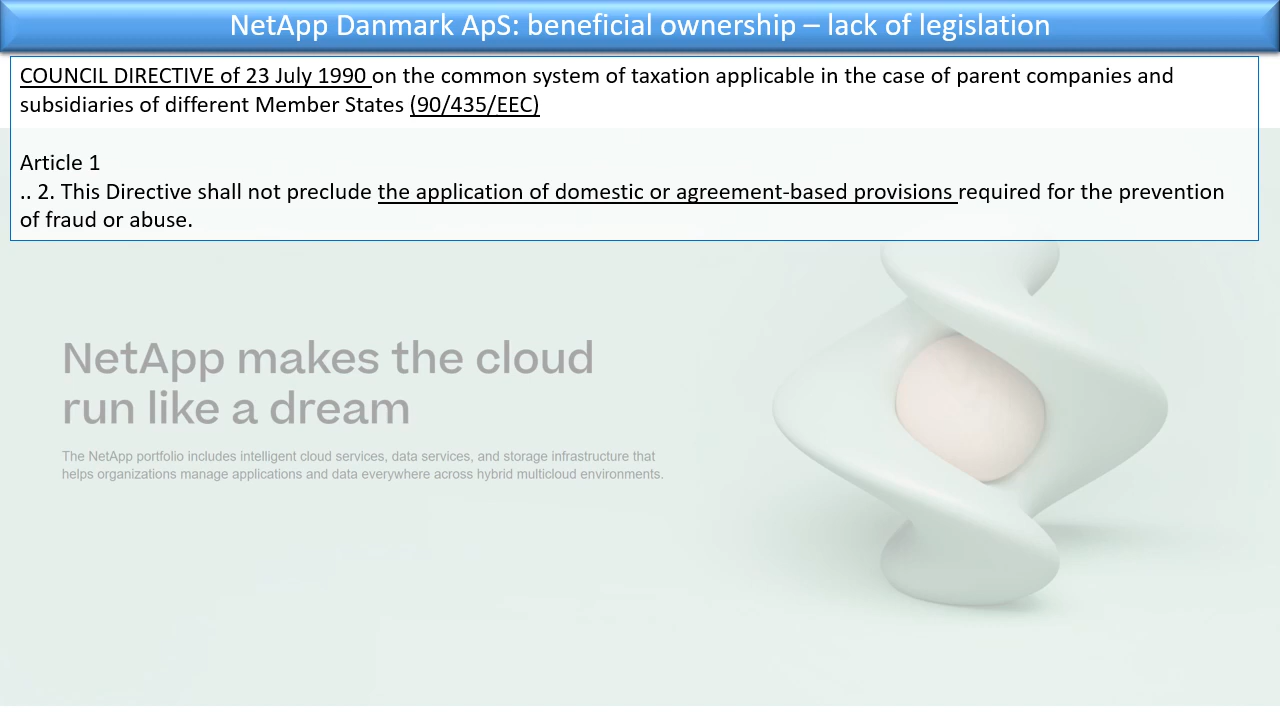 NetApp Danmark ApS: beneficial ownership – lack of legislation
COUNCIL DIRECTIVE of 23 July 1990 on the common system of taxation applicable in the case of parent companies and
subsidiaries of different Member States (90/435/EEC)
Article 1
.. 2. This Directive shall not preclude the application of domestic or agreement-based provisions required for the prevention
of fraud or abuse.
NetApp makes the cloud
run like a dream
The NetApp portfolio includes intelligent cloud services, data services, and storage infrastructure that
helps organizations manage applications and data everywhere across hybrid multicloud environments.